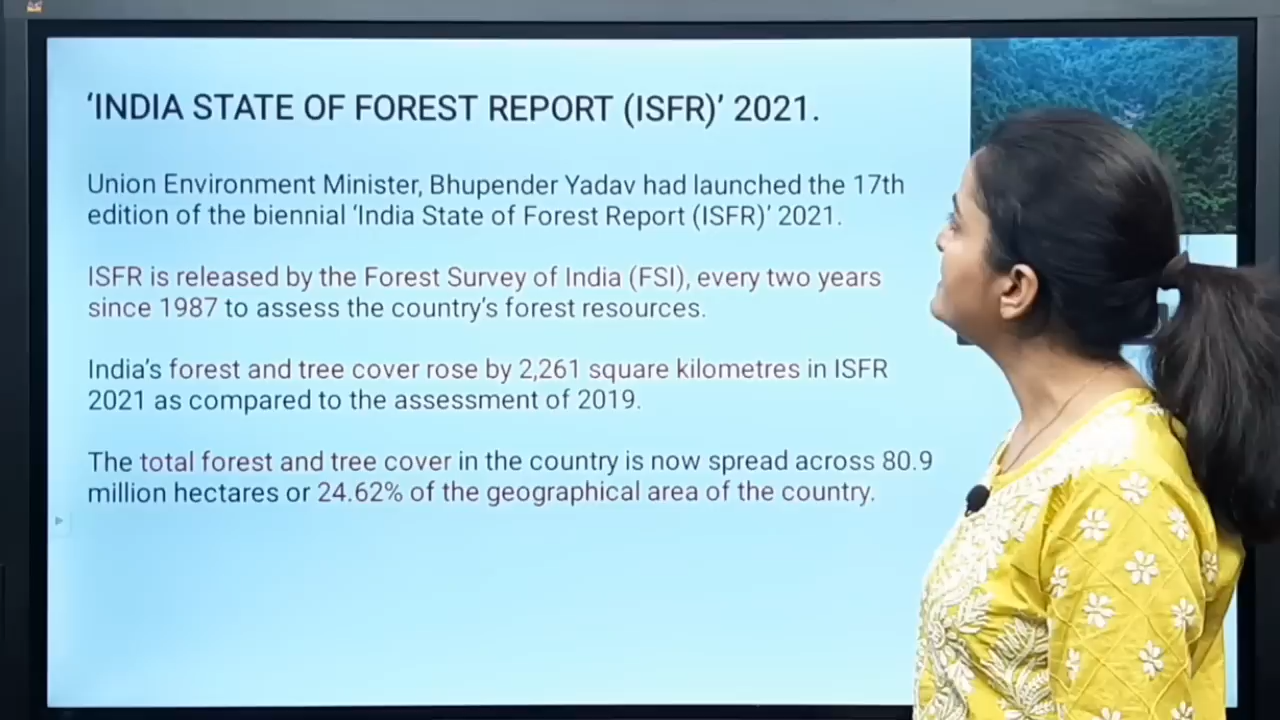 ‘INDIA STATE OF FOREST REPORT (ISFR)’ 2021.
Union Environment Minister, Bhupender Yadav had launched the 17th
edition of the biennial ‘India State of Forest Report (ISFR)’ 2021.
ISFR is released by the Forest Survey of India (FSI), every two years
since 1987 to assess the country’s forest resources.
India’s forest and tree cover rose by 2,261 square kilometres in ISFR
2021 as compared to the assessment of 2019.
The total forest and tree cover in the country is now spread across 80.9
million hectares or 24.62% of the geographical area of the country.